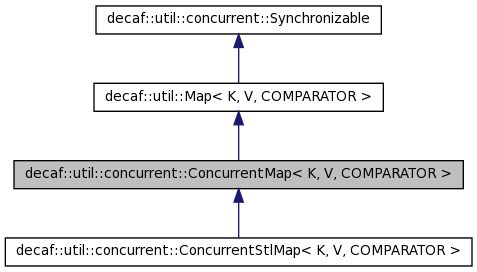 decaf::util::concurrent::Synchronizable
decaf::util::Map< K, V, COMPARATOR >
decaf::util::concurrent::ConcurrentMap< K, V, COMPARATOR >
decaf::util::concurrent::ConcurrentStlMap< K, V, COMPARATOR >